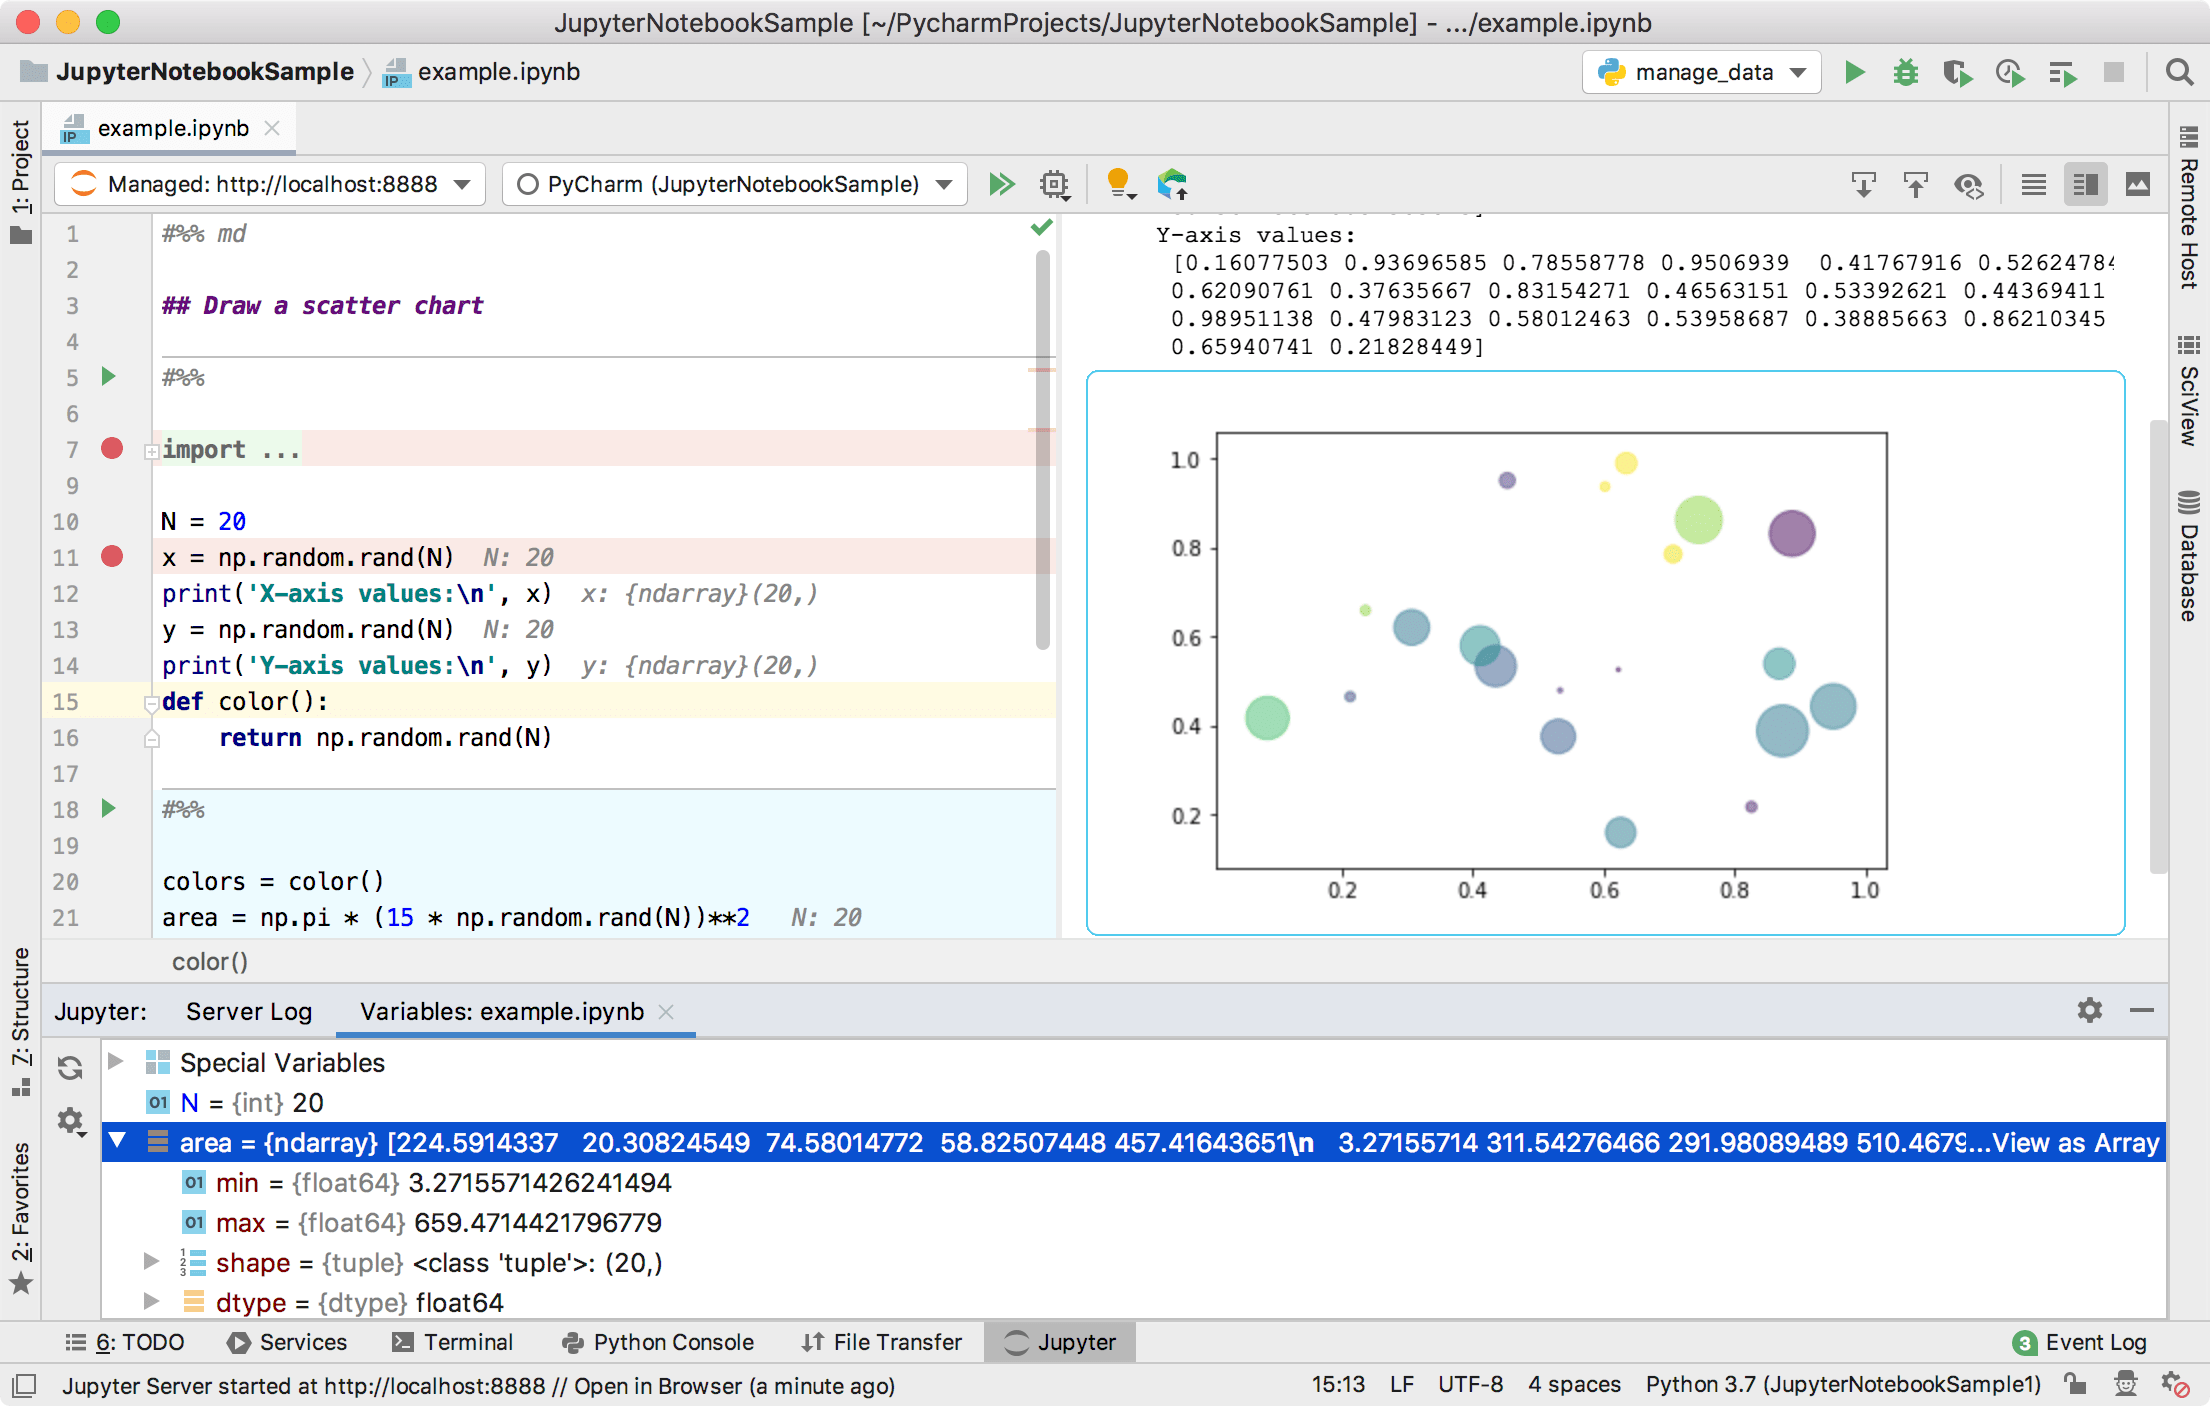 JupyterNotebookSample [~/PycharmProjects/JupyterNotebookSample] - .../example.ipynb
JupyterNotebookSample example.ipynb
manage_data
1: Project
example.ipynb
Managed: http://localhost:8888
PyCharm (JupyterNotebookSample)
1 #%% md
2
3 ## Draw a scatter chart
4
5 #%%
6
7 import ...
9
10 N = 20
11 x = np.random.rand(N) N: 20
12 print('X-axis values:\n', x) x: {ndarray}(20,)
13 y = np.random.rand(N) N: 20
14 print('Y-axis values:\n', y) y: {ndarray}(20,)
15 def color():
16 return np.random.rand(N)
17
18 #%%
19
20 colors = color()
21 area = np.pi * (15 * np.random.rand(N))**2 N: 20
color()
Y-axis values:
[0.16077503 0.93696585 0.78558778 0.9506939 0.41767916 0.52624784
0.62090761 0.37635667 0.83154271 0.46563151 0.53392621 0.44369411
0.98951138 0.47983123 0.58012463 0.53958687 0.38885663 0.86210345
0.65940741 0.21828449]
1.0
0.8
0.6
0.4
0.2
0.2 0.4 0.6 0.8 1.0
Remote Host
SciView
Database
7: Structure
2: Favorites
Jupyter: Server Log Variables: example.ipynb
Special Variables
01 N = {int} 20
area = {ndarray} [224.5914337 20.30824549 74.58014772 58.82507448 457.41643651\n 3.27155714 311.54276466 291.98089489 510.4679...View as Array
01 min = {float64} 3.2715571426241494
01 max = {float64} 659.4714421796779
shape = {tuple} <class 'tuple'>: (20,)
dtype = {dtype} float64
6: TODO Services Terminal Python Console File Transfer Jupyter 3 Event Log
Jupyter Server started at http://localhost:8888 // Open in Browser (a minute ago) 15:13 LF UTF-8 4 spaces Python 3.7 (JupyterNotebookSample1)